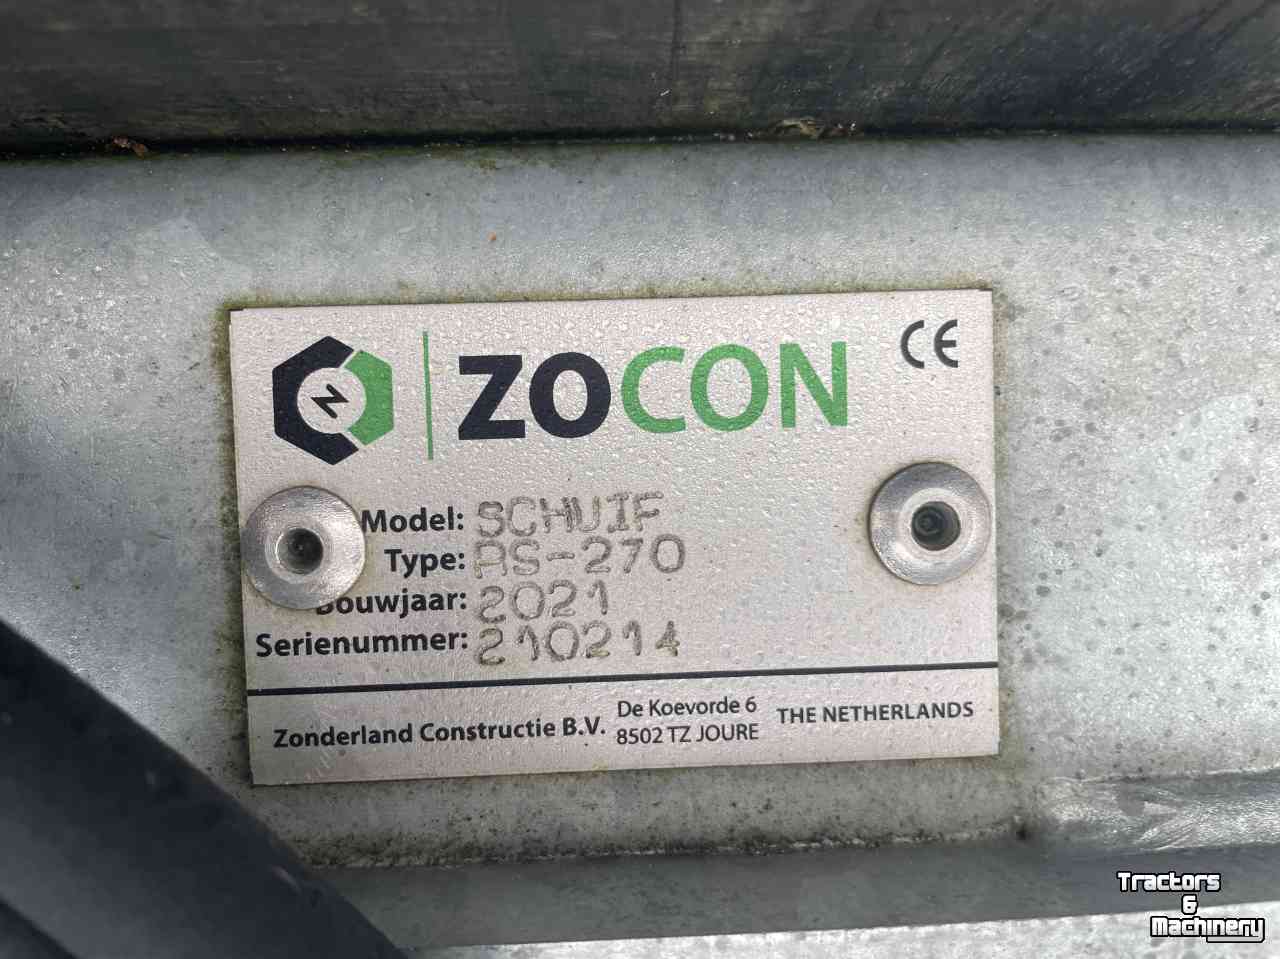 Z ZOCON CE
Model: SCHUIF
Type: RS-270
Bouwjaar: 2021
Serienummer: 210214
Zonderland Constructie B.V. De Koevorde 6
8502 TZ JOURE THE NETHERLANDS
Tractors
&
Machinery